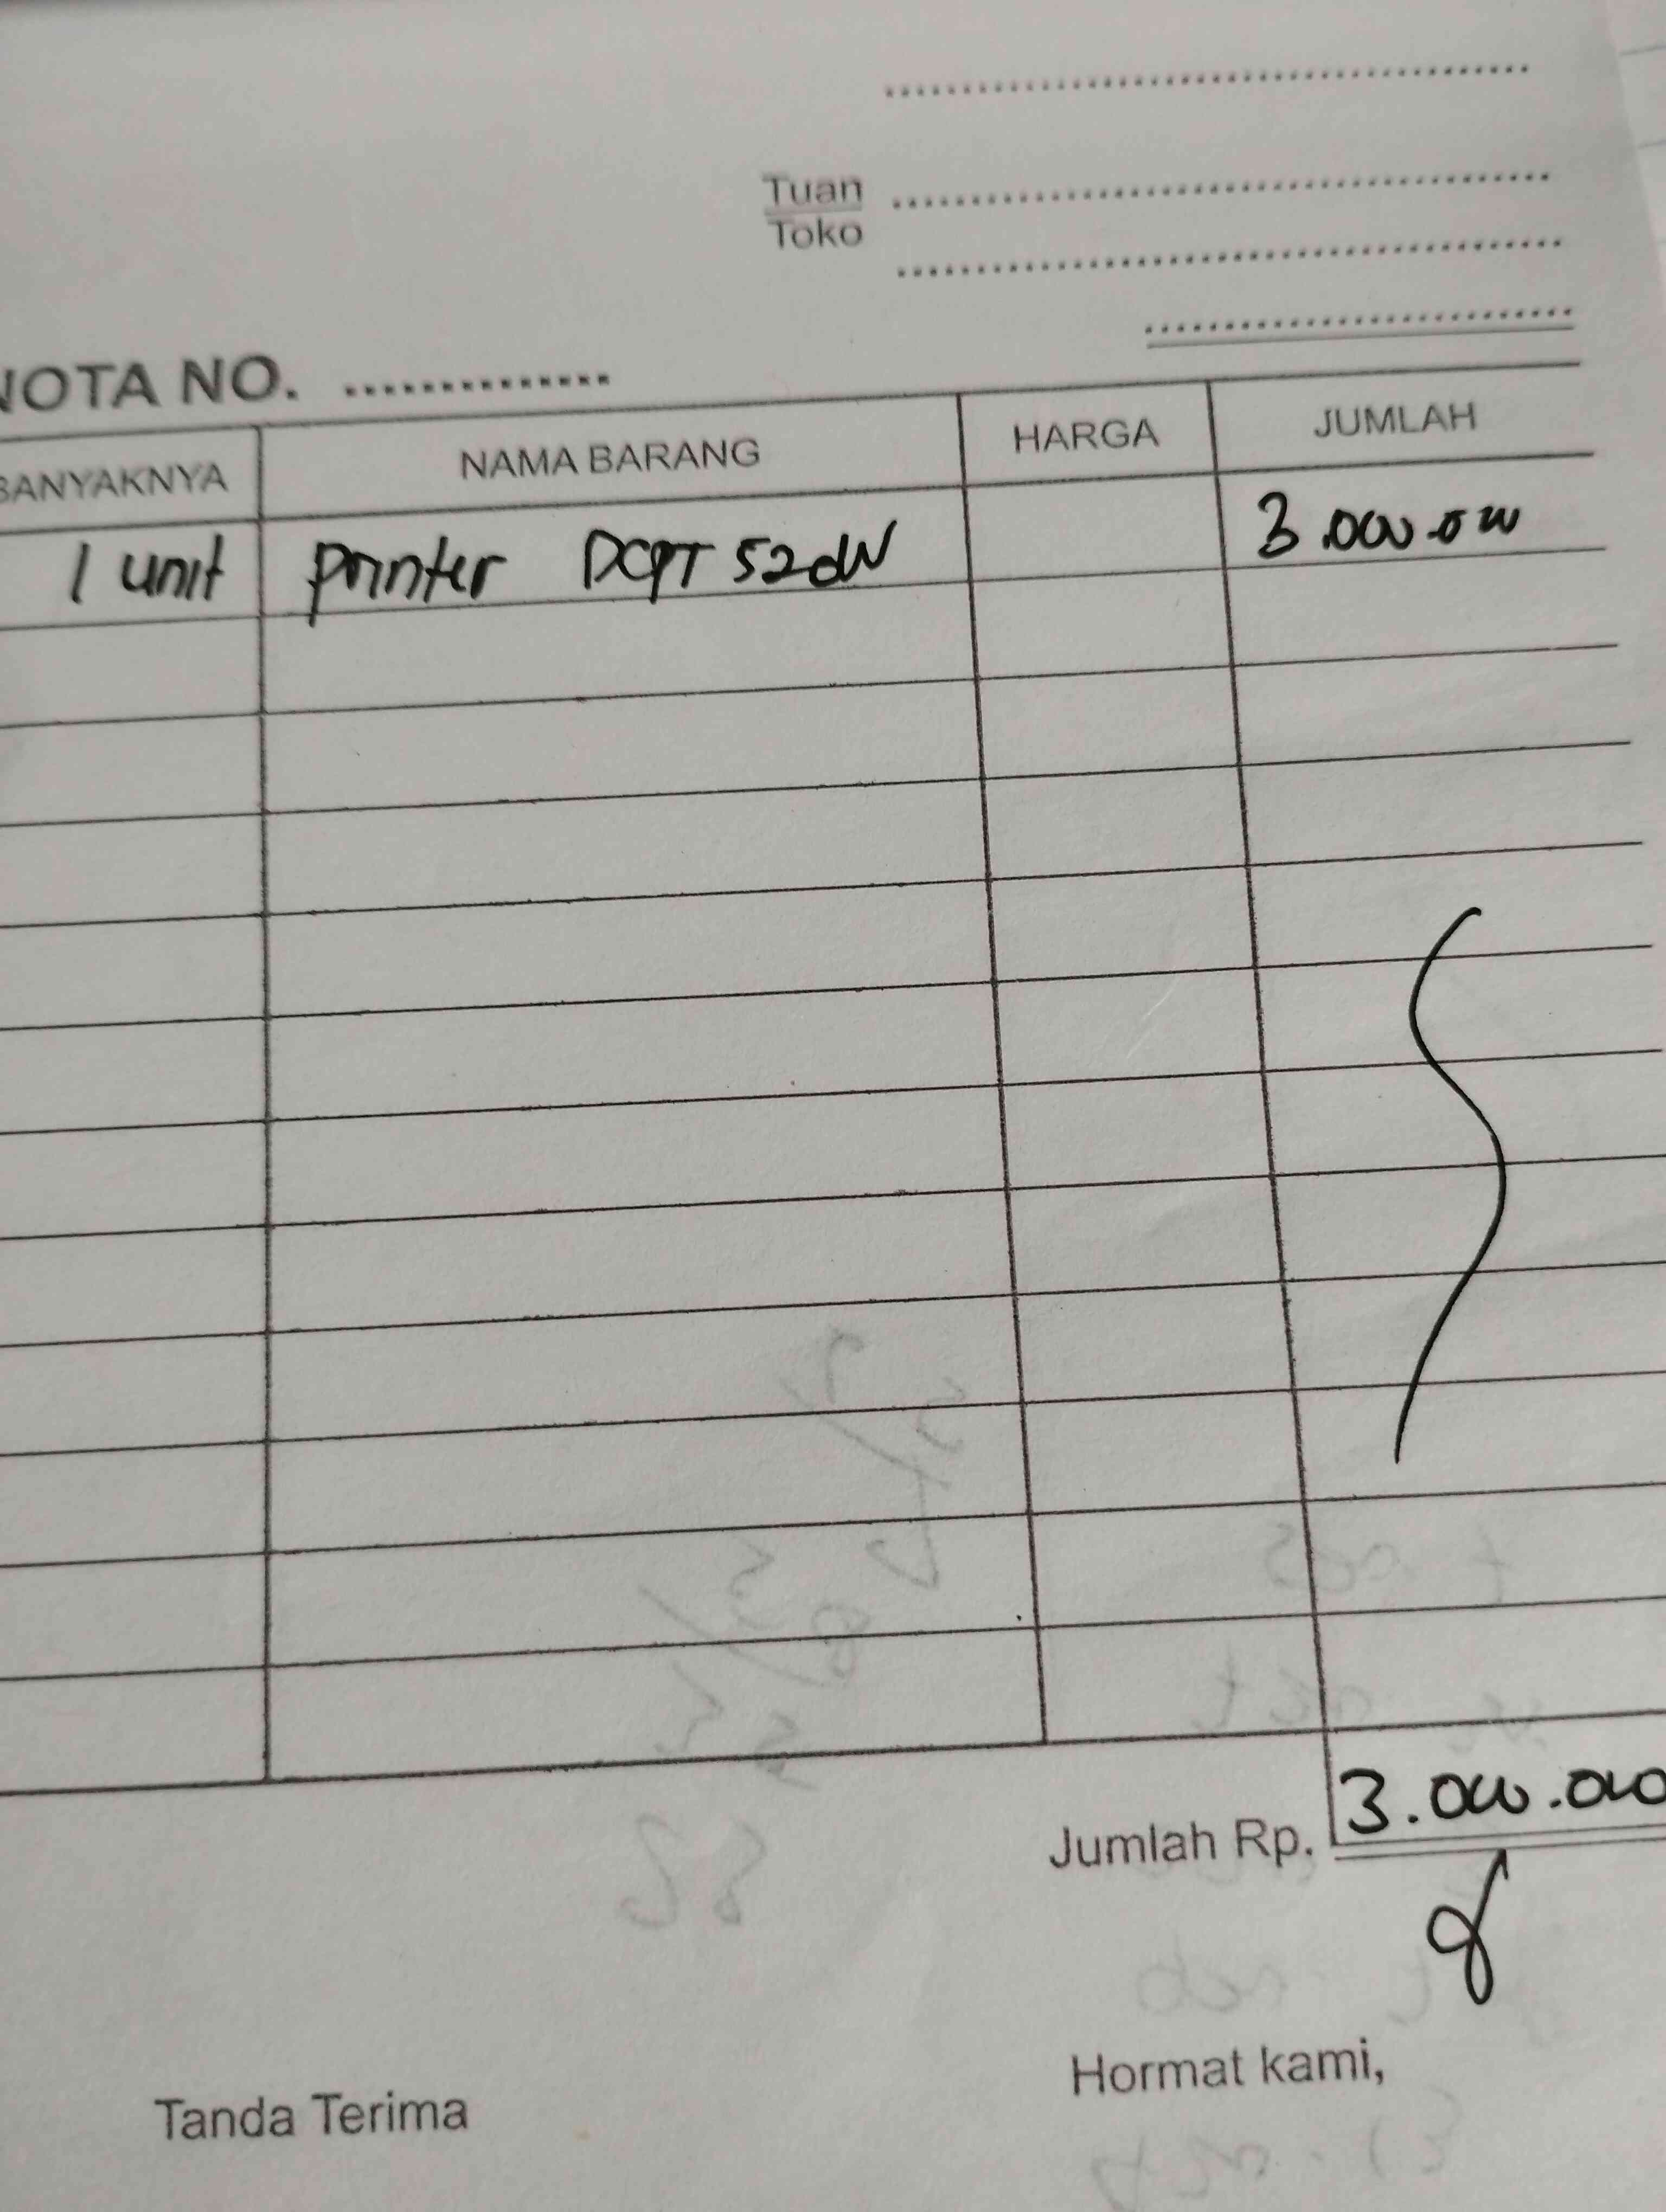 Tuan
Toko
NOTA NO.
BANYAKNYA NAMA BARANG HARGA JUMLAH
1 unit printer DCPT 520W 3.000.000
Jumlah Rp. 3.000.000
Hormat kami,
Tanda Terima